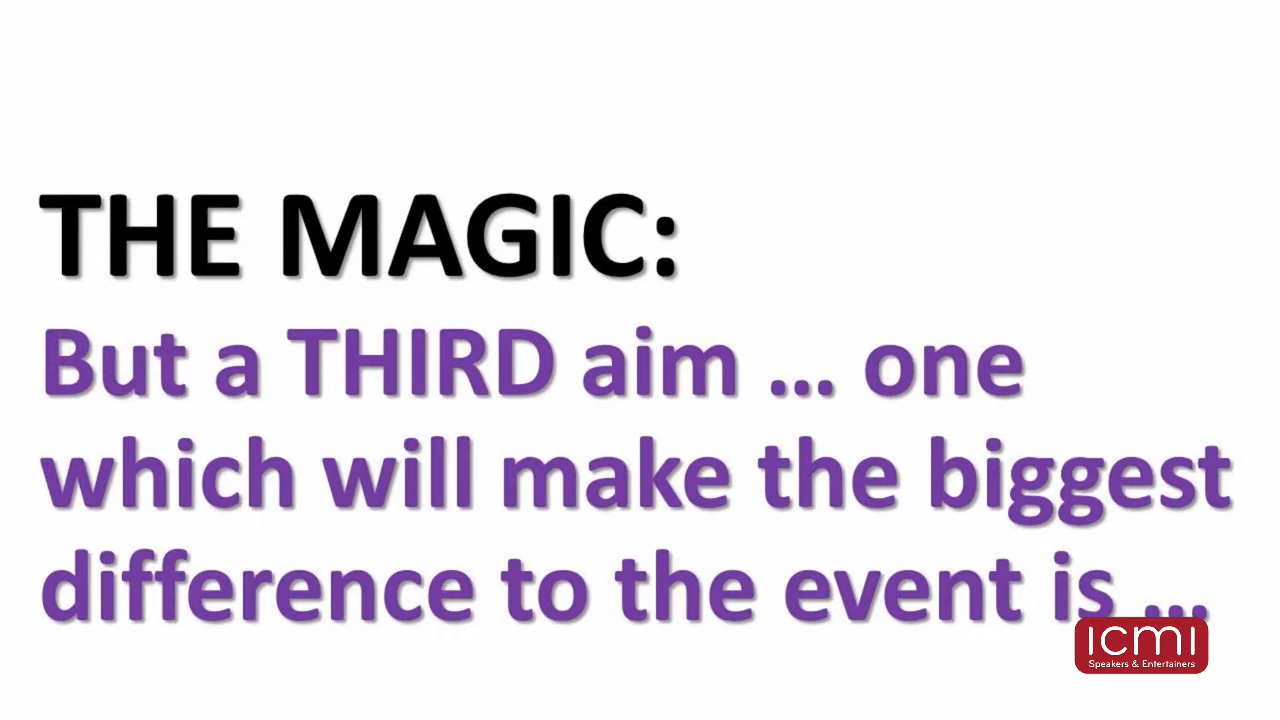 THE MAGIC:
But a THIRD aim … one
which will make the biggest
difference to the event is …
ICMI
Speakers & Entertainers